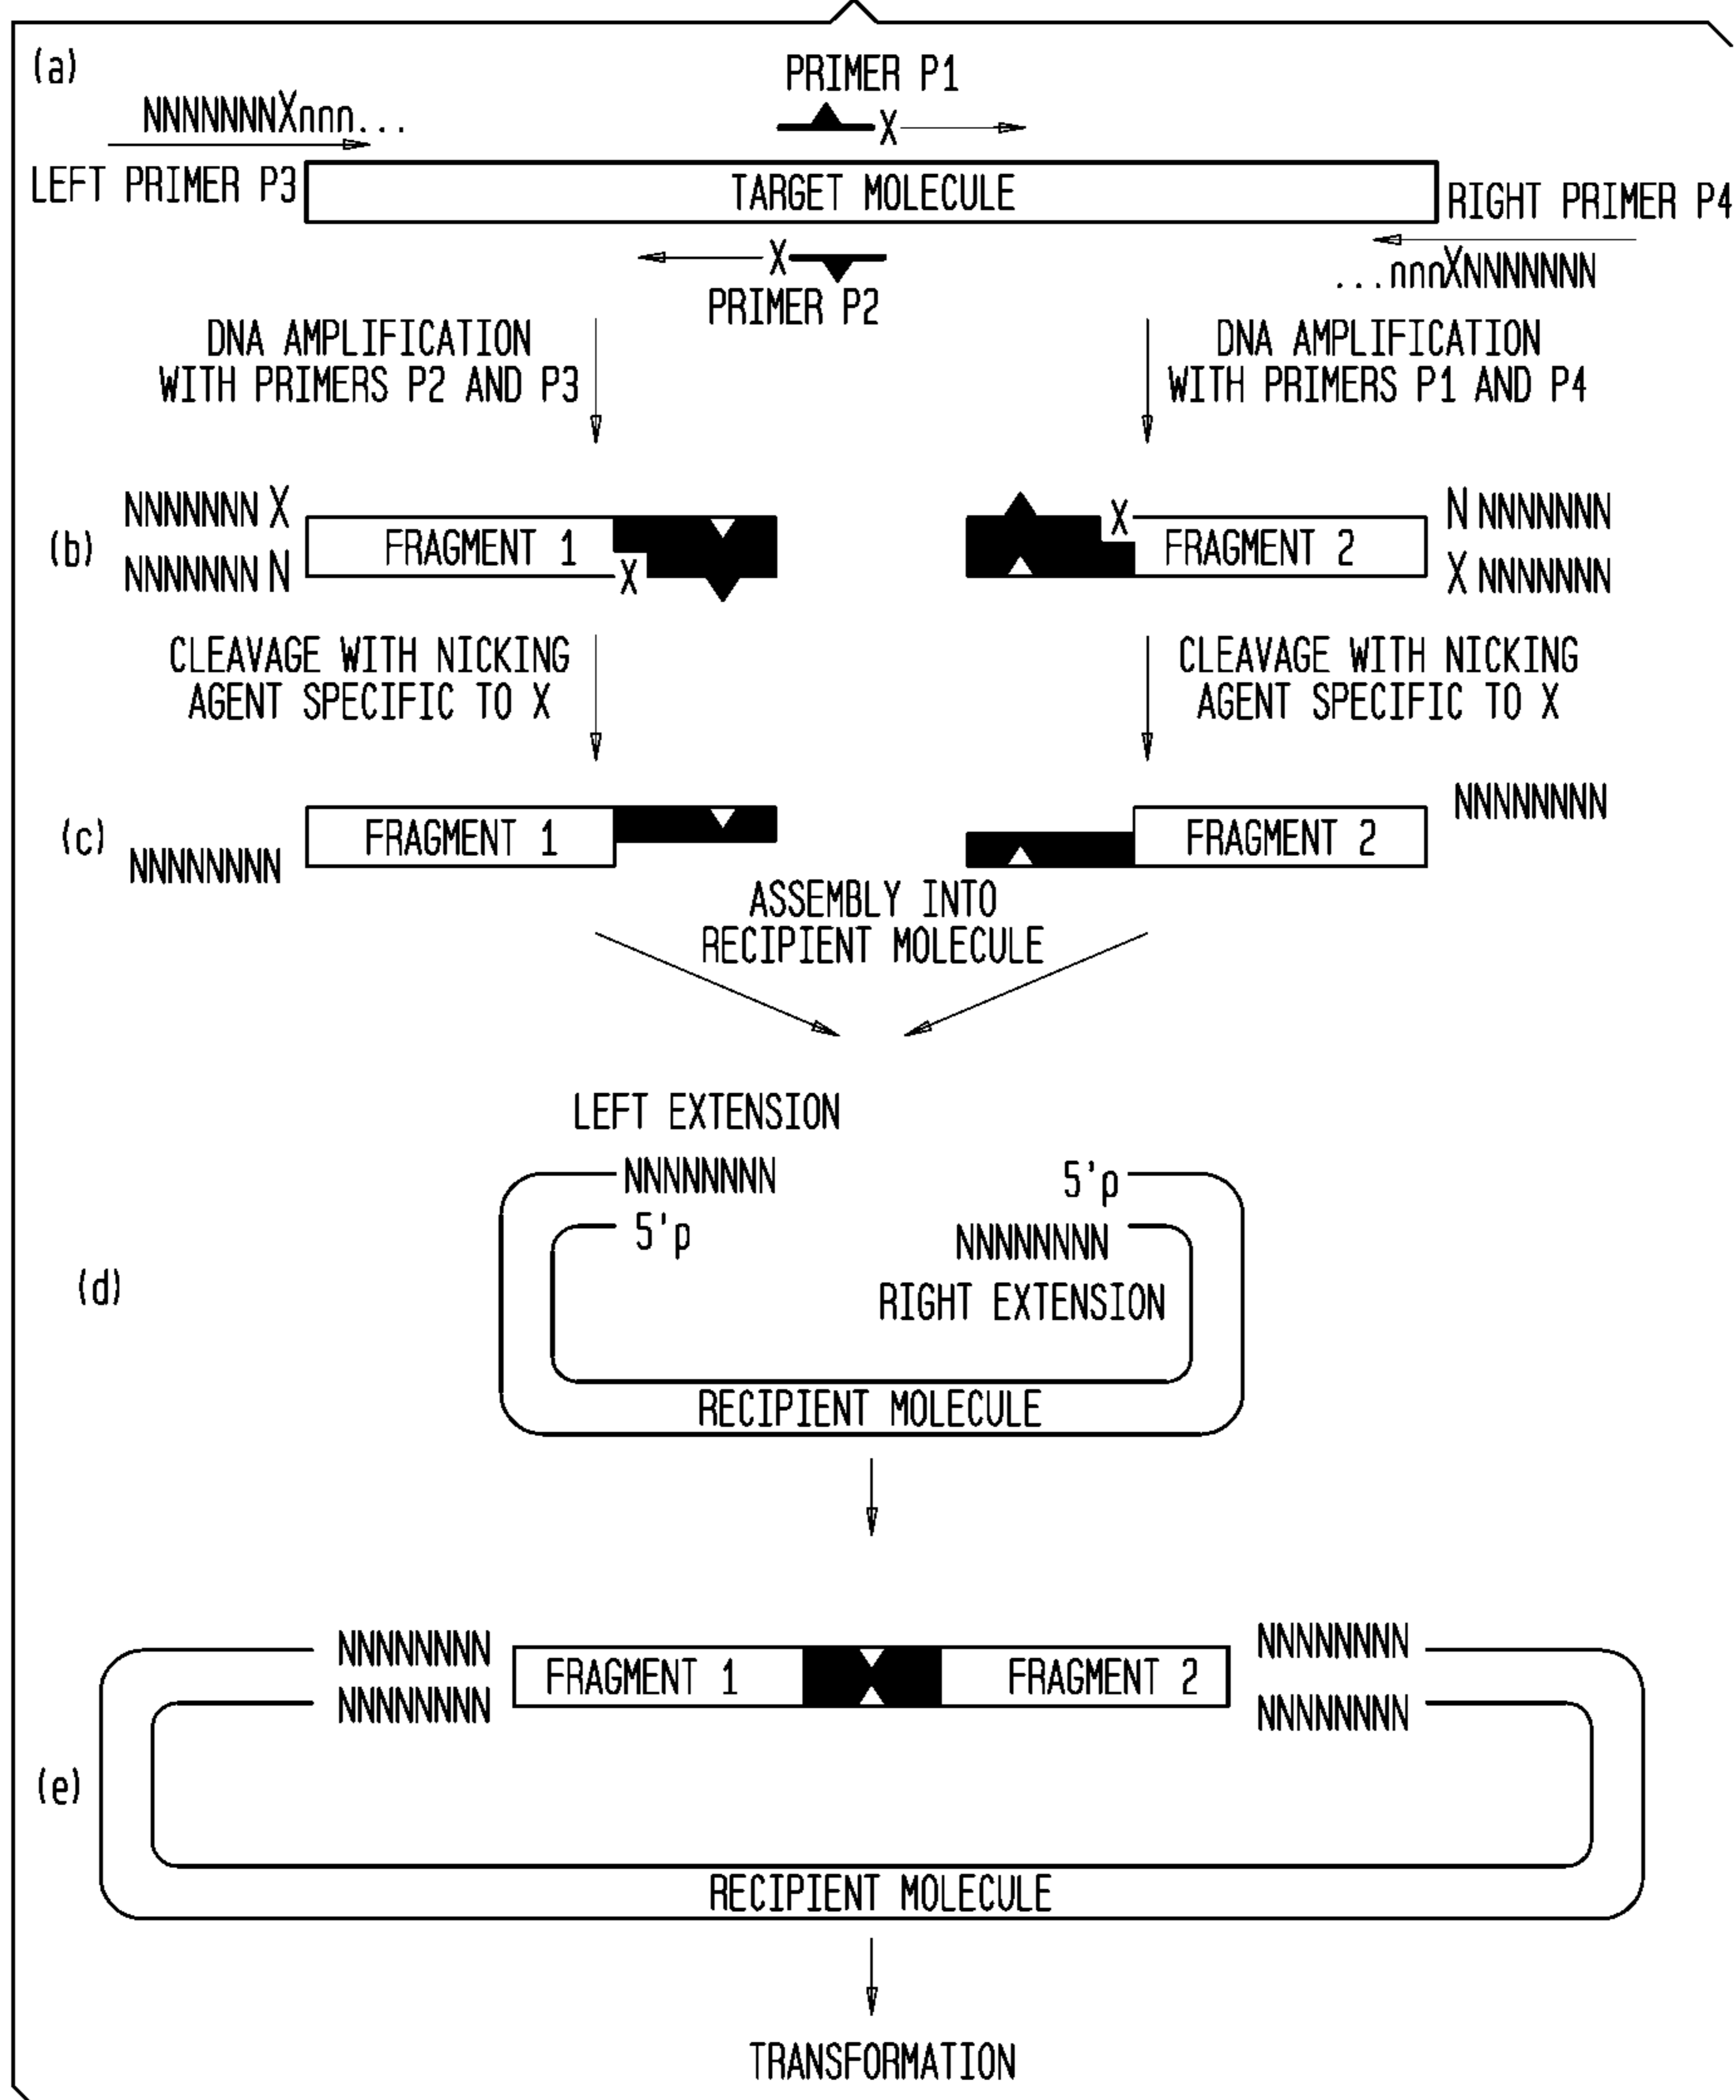 (a)
PRIMER P1
NNNNNNNXnnn...
X
LEFT PRIMER P3
TARGET MOLECULE
RIGHT PRIMER P4
X
...nnnXNNNNNNN
PRIMER P2
DNA AMPLIFICATION
WITH PRIMERS P2 AND P3
DNA AMPLIFICATION
WITH PRIMERS P1 AND P4
(b)
NNNNNNN X
NNNNNNN N
FRAGMENT 1
X
X
FRAGMENT 2
N NNNNNNN
X NNNNNNN
CLEAVAGE WITH NICKING
AGENT SPECIFIC TO X
CLEAVAGE WITH NICKING
AGENT SPECIFIC TO X
(c)
NNNNNNNN
FRAGMENT 1
FRAGMENT 2
NNNNNNNN
ASSEMBLY INTO
RECIPIENT MOLECULE
LEFT EXTENSION
NNNNNNNN
5'p
5'p
NNNNNNNN
(d)
RIGHT EXTENSION
RECIPIENT MOLECULE
NNNNNNNN
NNNNNNNN
FRAGMENT 1
FRAGMENT 2
NNNNNNNN
NNNNNNNN
(e)
RECIPIENT MOLECULE
TRANSFORMATION